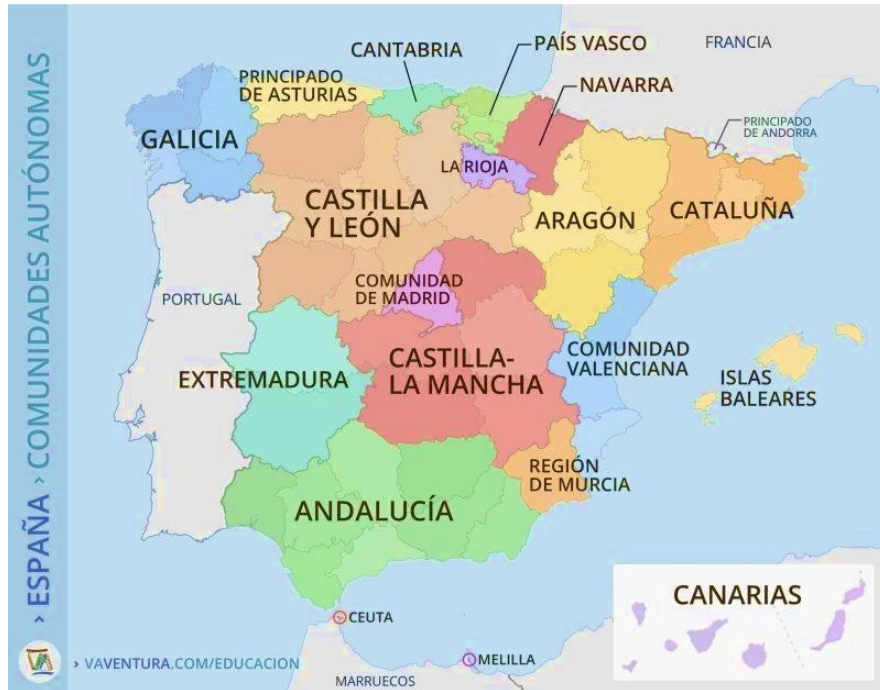 › ESPAÑA › COMUNIDADES AUTÓNOMAS
CANTABRIA
PAÍS VASCO
FRANCIA
PRINCIPADO
DE ASTURIAS
NAVARRA
GALICIA
PRINCIPADO
DE ANDORRA
LA RIOJA
CASTILLA
Y LEÓN
ARAGÓN
CATALUÑA
COMUNIDAD
DE MADRID
PORTUGAL
COMUNIDAD
VALENCIANA
CASTILLA-
LA MANCHA
EXTREMADURA
ISLAS
BALEARES
REGIÓN
DE MURCIA
ANDALUCÍA
CANARIAS
CEUTA
› VAVENTURA.COM/EDUCACION
MELILLA
MARRUECOS